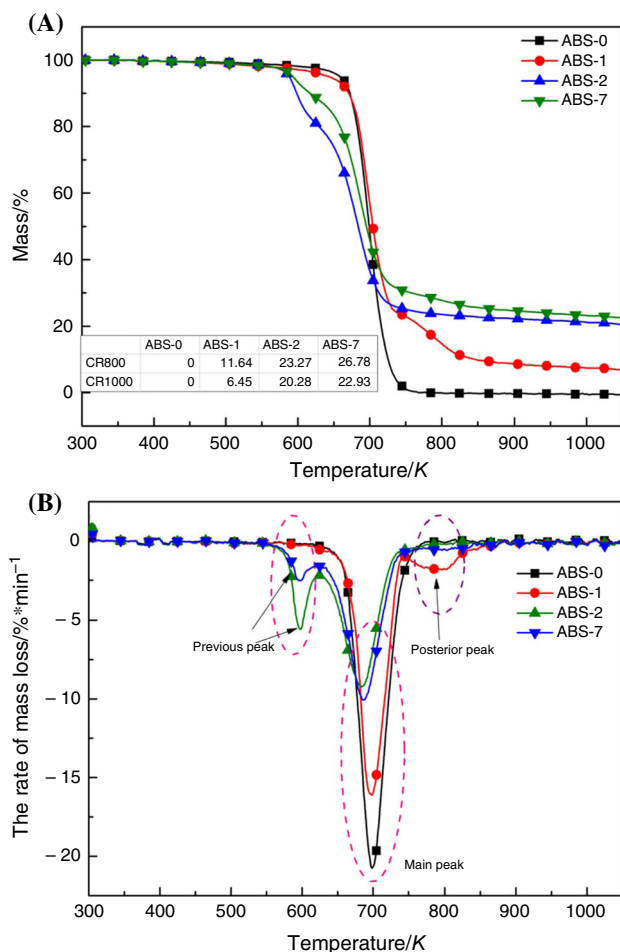 (A)
100
80
60
40
20
0
Mass/%
ABS-0
ABS-1
ABS-2
ABS-7
ABS-0 ABS-1 ABS-2 ABS-7
CR800 0 11.64 23.27 26.78
CR1000 0 6.45 20.28 22.93
300 400 500 600 700 800 900 1000
Temperature/K
(B)
0
− 5
− 10
− 15
− 20
The rate of mass loss/%*min−1
ABS-0
ABS-1
ABS-2
ABS-7
Previous peak
Posterior peak
Main peak
300 400 500 600 700 800 900 1000
Temperature/K